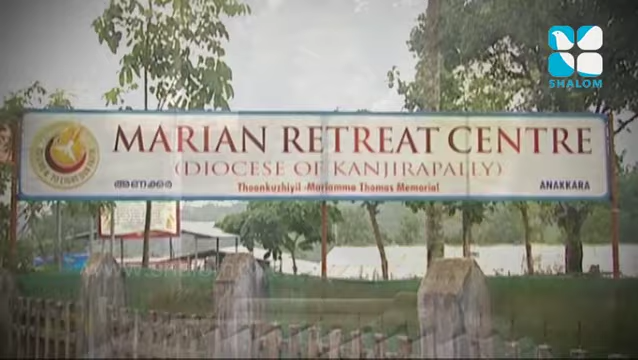 SHALOM
MARIAN RETREAT CENTRE
(DIOCESE OF KANJIRAPALLY)
Thoonkuzhiyil -Mariamma Thomas Memorial
അണക്കര
ANAKKARA